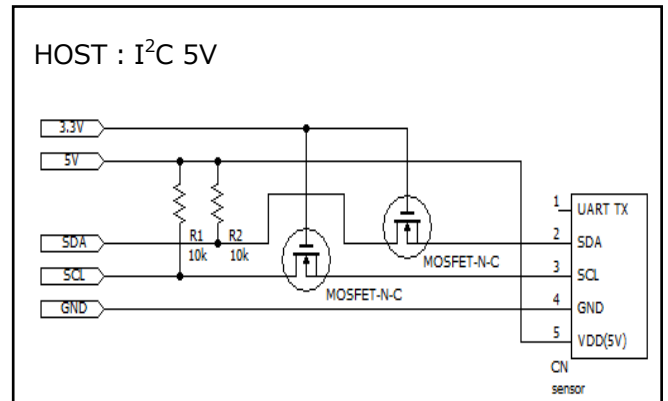 HOST : I²C 5V
3.3V
5V
1
UART TX
SDA
R1
R2
2
SDA
10k
10k
MOSFET-N-C
SCL
3
SCL
MOSFET-N-C
GND
4
GND
5
VDD(5V)
CN
sensor